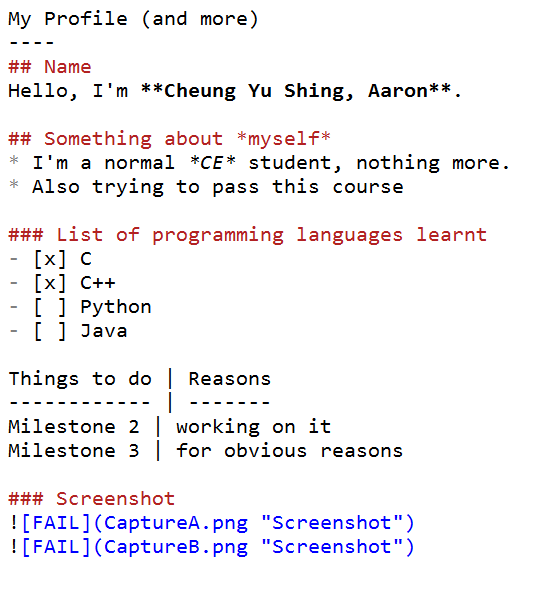 My Profile (and more)
----
## Name
Hello, I'm **Cheung Yu Shing, Aaron**.
## Something about *myself*
* I'm a normal *CE* student, nothing more.
* Also trying to pass this course
### List of programming languages learnt
- [x] C
- [x] C++
- [ ] Python
- [ ] Java
Things to do | Reasons
------------ | -------
Milestone 2 | working on it
Milestone 3 | for obvious reasons
### Screenshot
![FAIL](CaptureA.png "Screenshot")
![FAIL](CaptureB.png "Screenshot")